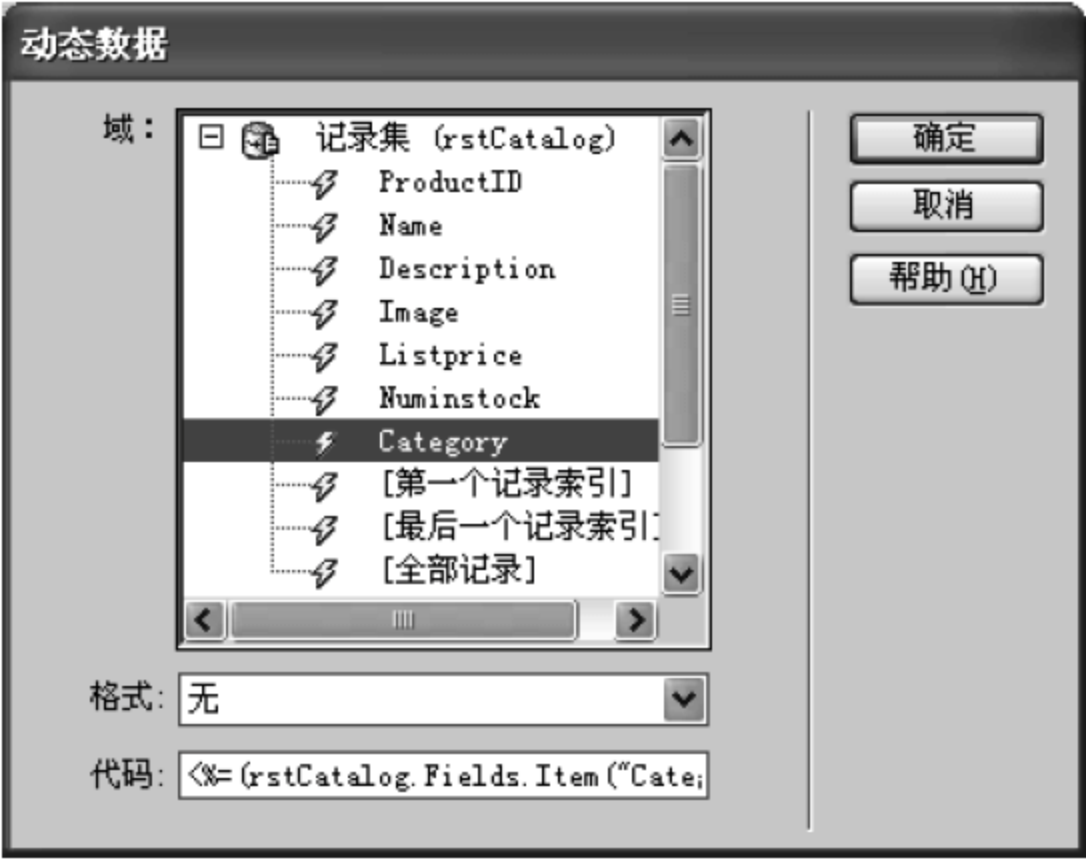 动态数据
域：
记录集 (rstCatalog)
ProductID
Name
Description
Image
Listprice
Numinstock
Category
[第一个记录索引]
[最后一个记录索引]
[全部记录]
格式: 无
代码: <%=(rstCatalog.Fields.Item("Cate
确定
取消
帮助(H)